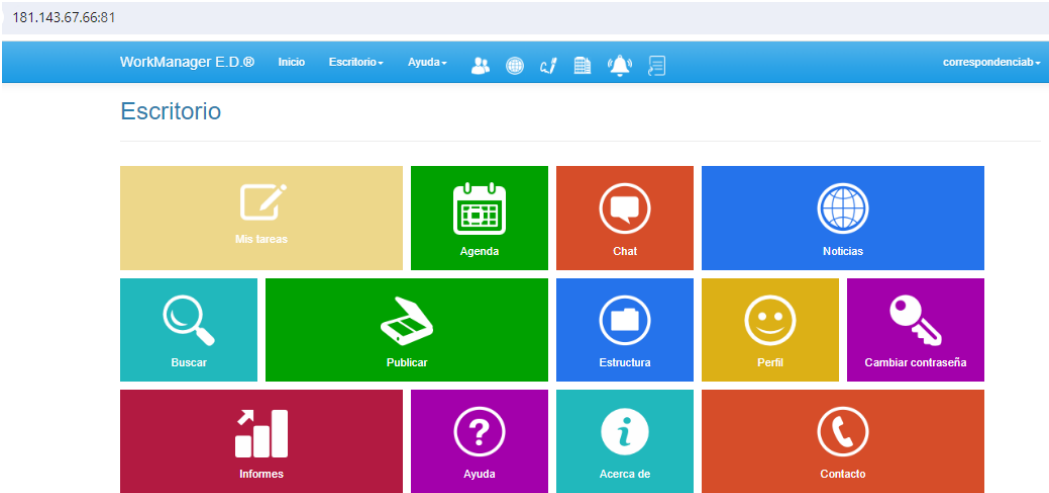 181.143.67.66:81
WorkManager E.D.® Inicio Escritorio Ayuda correspondenciab
Escritorio
Mis tareas Agenda Chat Noticias
Buscar Publicar Estructura Perfil Cambiar contraseña
Informes Ayuda Acerca de Contacto